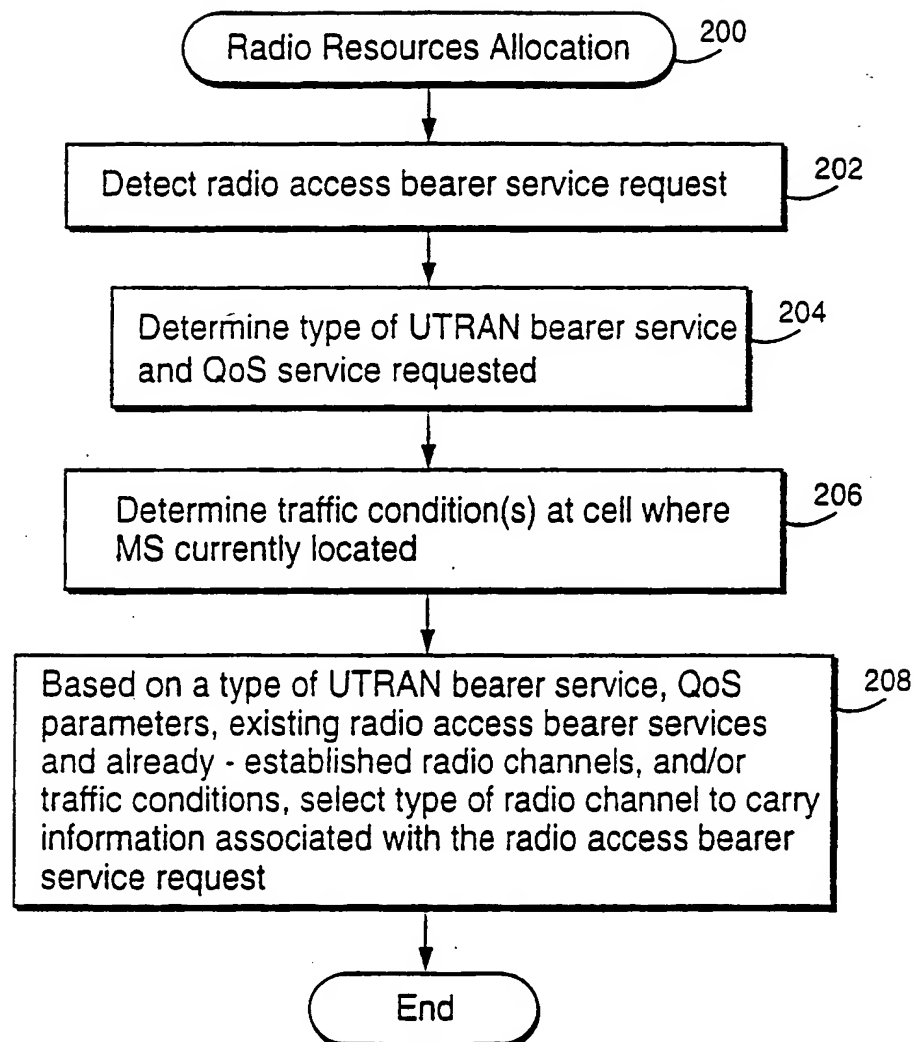 Radio Resources Allocation
200
Detect radio access bearer service request
202
Determine type of UTRAN bearer service
and QoS service requested
204
Determine traffic condition(s) at cell where
MS currently located
206
Based on a type of UTRAN bearer service, QoS
parameters, existing radio access bearer services
and already - established radio channels, and/or
traffic conditions, select type of radio channel to carry
information associated with the radio access bearer
service request
208
End